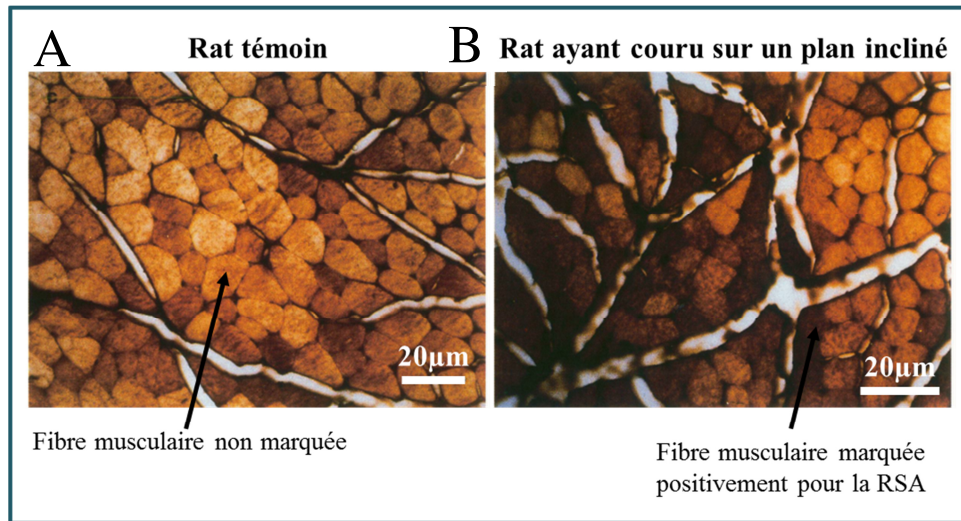 A
Rat témoin
B
Rat ayant couru sur un plan incliné
20µm
20µm
Fibre musculaire non marquée
Fibre musculaire marquée
positivement pour la RSA